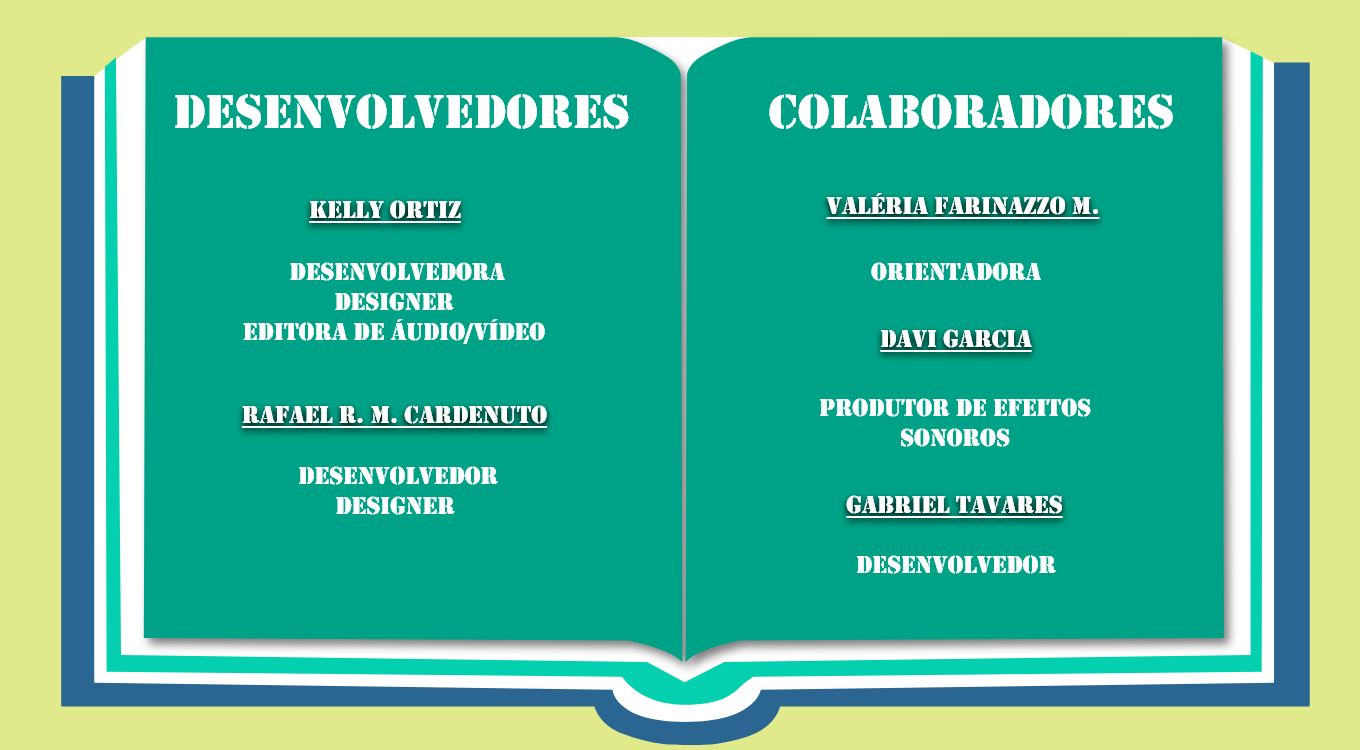 DESENVOLVEDORES
KELLY ORTIZ
DESENVOLVEDORA
DESIGNER
EDITORA DE ÁUDIO/VÍDEO
RAFAEL R. M. CARDENUTO
DESENVOLVEDOR
DESIGNER
COLABORADORES
VALÉRIA FARINAZZO M.
ORIENTADORA
DAVI GARCIA
PRODUTOR DE EFEITOS
SONOROS
GABRIEL TAVARES
DESENVOLVEDOR